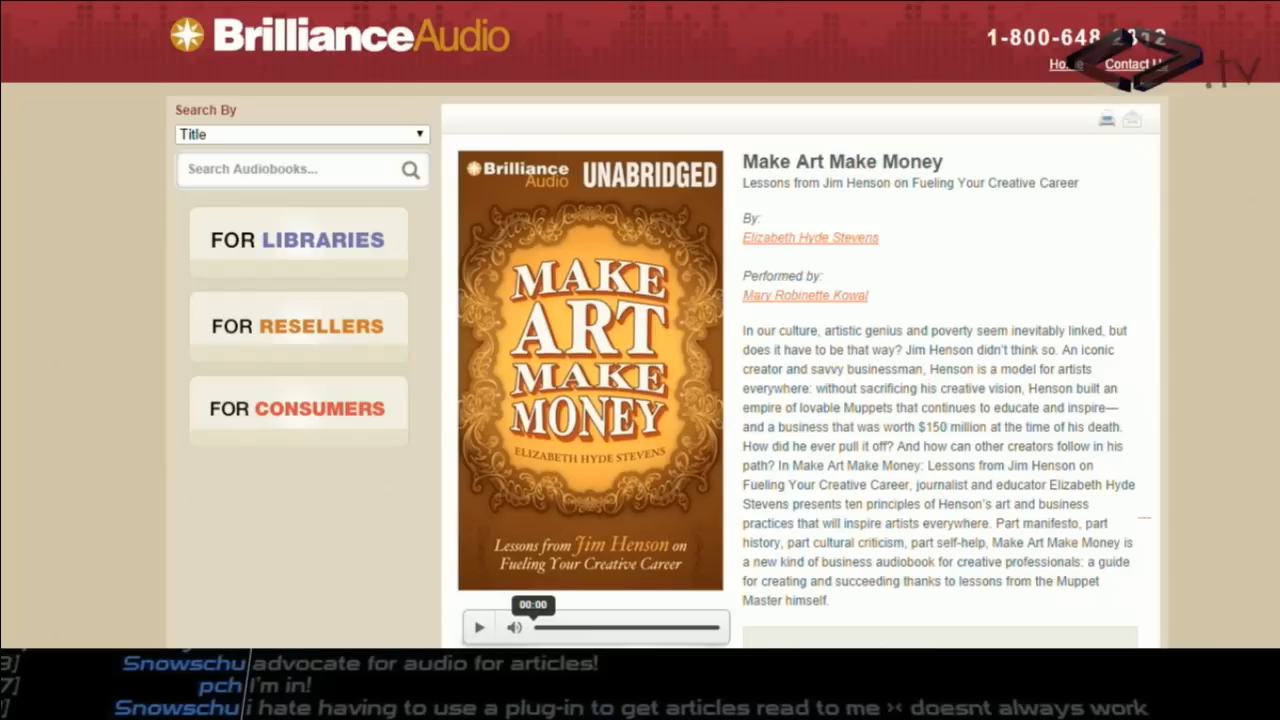 BrillianceAudio
1-800-648-2312
Home Contact Us
.tv
Search By
Title
Search Audiobooks...
FOR LIBRARIES
FOR RESELLERS
FOR CONSUMERS
Brilliance Audio UNABRIDGED
MAKE
ART
MAKE
MONEY
ELIZABETH HYDE STEVENS
Lessons from Jim Henson on
Fueling Your Creative Career
00:00
Make Art Make Money
Lessons from Jim Henson on Fueling Your Creative Career
By:
Elizabeth Hyde Stevens
Performed by:
Mary Robinette Kowal
In our culture, artistic genius and poverty seem inevitably linked, but
does it have to be that way? Jim Henson didn't think so. An iconic
creator and savvy businessman, Henson is a model for artists
everywhere: without sacrificing his creative vision, Henson built an
empire of lovable Muppets that continues to educate and inspire—
and a business that was worth $150 million at the time of his death.
How did he ever pull it off? And how can other creators follow in his
path? In Make Art Make Money: Lessons from Jim Henson on
Fueling Your Creative Career, journalist and educator Elizabeth Hyde
Stevens presents ten principles of Henson's art and business
practices that will inspire artists everywhere. Part manifesto, part
history, part cultural criticism, part self-help, Make Art Make Money is
a new kind of business audiobook for creative professionals: a guide
for creating and succeeding thanks to lessons from the Muppet
Master himself.
3] Snowschu advocate for audio for articles!
7] pch I'm in!
] Snowschu i hate having to use a plug-in to get articles read to me >< doesnt always work